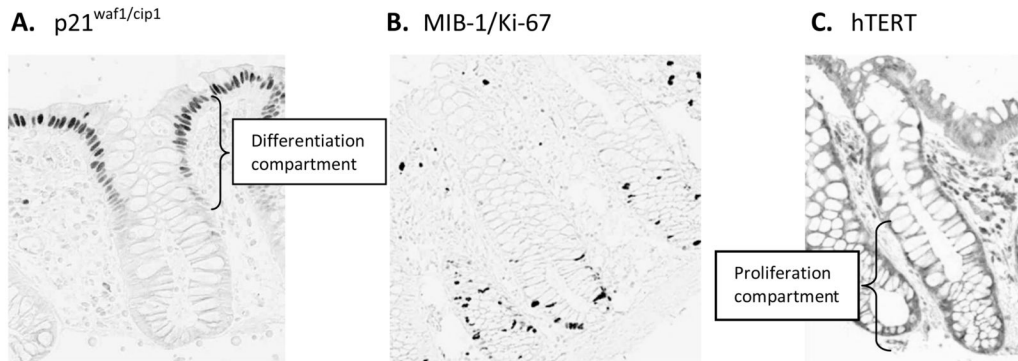 A. p21waf1/cip1
B. MIB-1/Ki-67
C. hTERT
Differentiation
compartment
Proliferation
compartment